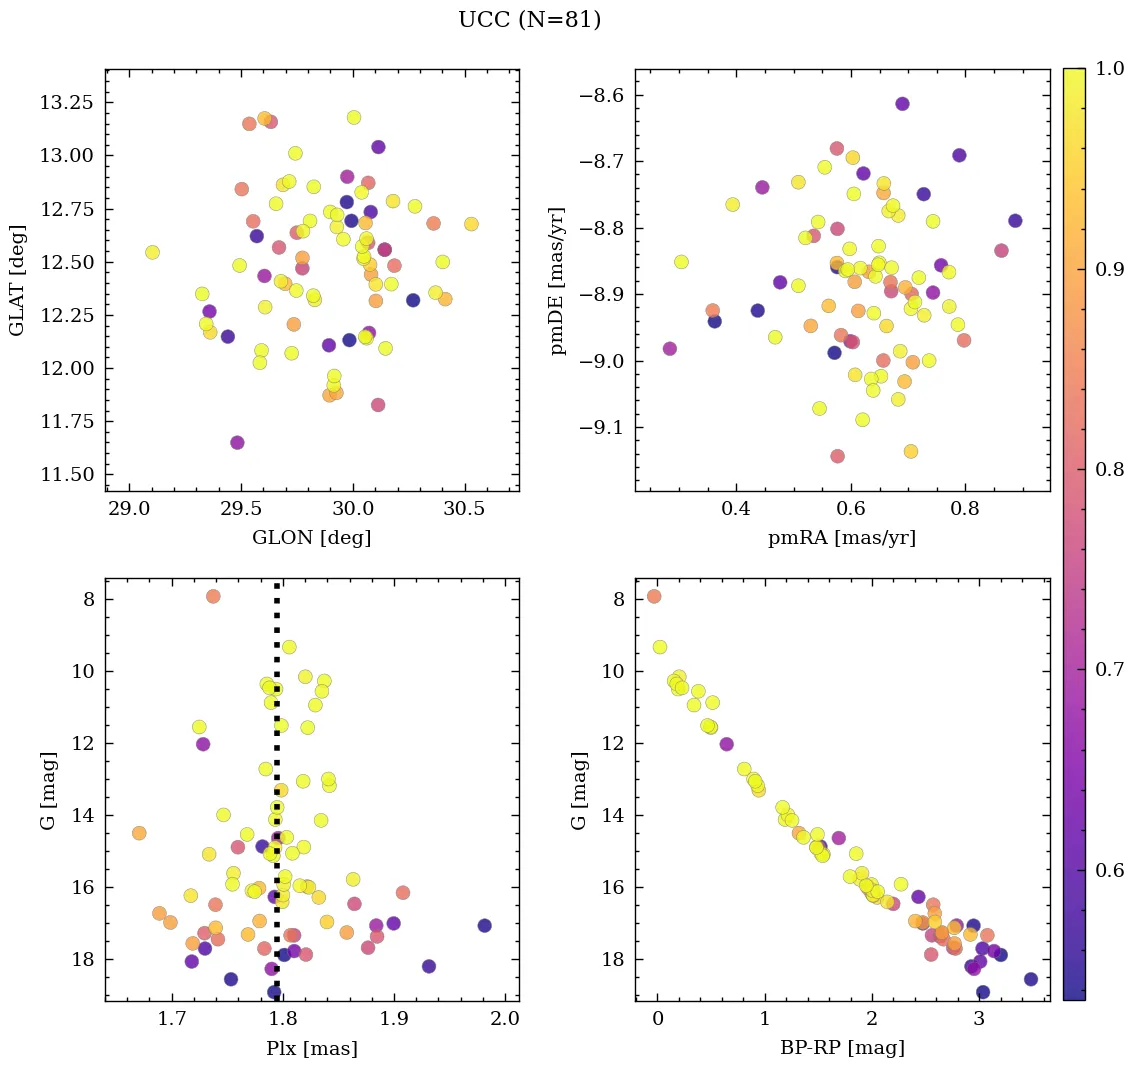 UCC (N=81)
13.25
13.00
12.75
12.50
12.25
12.00
11.75
11.50
GLAT [deg]
29.0 29.5 30.0 30.5
GLON [deg]
−8.6
−8.7
−8.8
−8.9
−9.0
−9.1
pmDE [mas/yr]
0.4 0.6 0.8
pmRA [mas/yr]
1.0
0.9
0.8
0.7
0.6
8
10
12
14
16
18
G [mag]
1.7 1.8 1.9 2.0
Plx [mas]
8
10
12
14
16
18
G [mag]
0 1 2 3
BP-RP [mag]